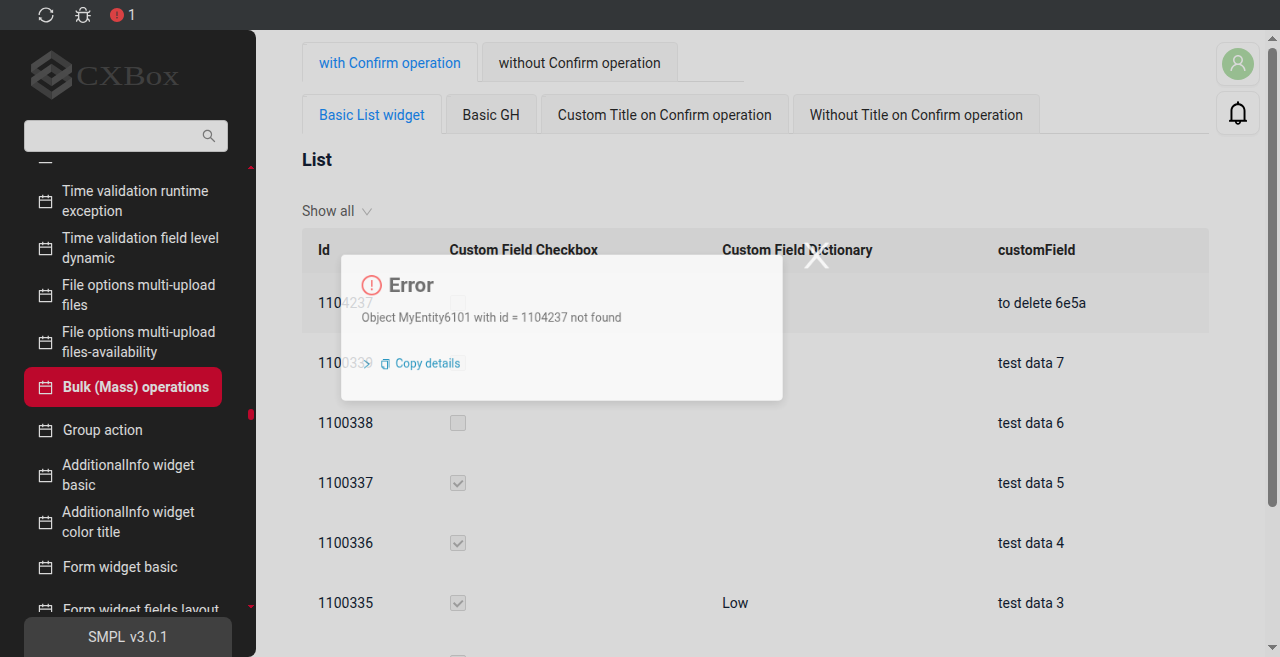 1
CXBox
Time validation runtime
exception
Time validation field level
dynamic
File options multi-upload
files
File options multi-upload
files-availability
Bulk (Mass) operations
Group action
AdditionalInfo widget
basic
AdditionalInfo widget
color title
Form widget basic
Form widget fields layout
SMPL v3.0.1
with Confirm operation
without Confirm operation
Basic List widget
Basic GH
Custom Title on Confirm operation
Without Title on Confirm operation
List
Show all
Id
Custom Field Checkbox
Custom Field Dictionary
customField
1104237
to delete 6e5a
Error
Object MyEntity6101 with id = 1104237 not found
Copy details
1100339
test data 7
1100338
test data 6
1100337
test data 5
1100336
test data 4
1100335
Low
test data 3